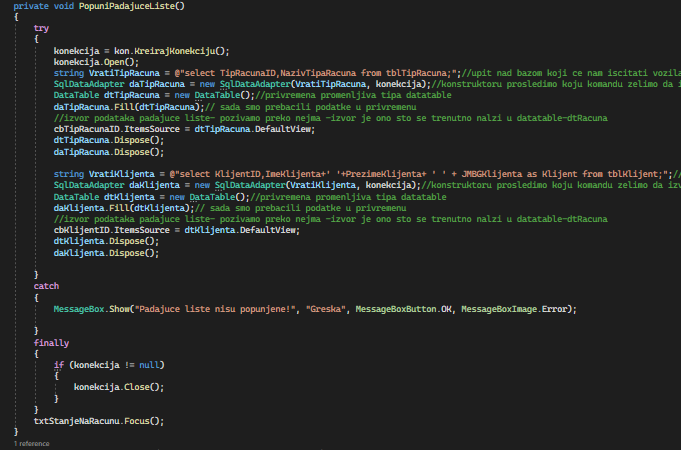 private void PopuniPadajuceListe()
{
try
{
konekcija = kon.KreirajKonekciju();
konekcija.Open();
string VratiTipRacuna = @"select TipRacunaID,NazivTipaRacuna from tblTipRacuna;";//upit nad bazom koji ce nam iscitati vozila
SqlDataAdapter daTipRacuna = new SqlDataAdapter(VratiTipRacuna, konekcija);//konstruktoru prosledimo koju komandu zelimo da i
DataTable dtTipRacuna = new DataTable();//privremena promenljiva tipa datatable
daTipRacuna.Fill(dtTipRacuna);// sada smo prebacili podatke u privremenu
//izvor podataka padajuce liste- pozivamo preko nejma -izvor je ono sto se trenutno nalzi u datatable-dtRacuna
cbTipRacunaID.ItemsSource = dtTipRacuna.DefaultView;
dtTipRacuna.Dispose();
daTipRacuna.Dispose();
string VratiKlijenta = @"select KlijentID,ImeKlijenta+' '+PrezimeKlijenta+ ' ' + JMBGKlijenta as Klijent from tblKlijent;";//
SqlDataAdapter daKlijenta = new SqlDataAdapter(VratiKlijenta, konekcija);//konstruktoru prosledimo koju komandu zelimo da iz
DataTable dtKlijenta = new DataTable();//privremena promenljiva tipa datatable
daKlijenta.Fill(dtKlijenta);// sada smo prebacili podatke u privremenu
//izvor podataka padajuce liste- pozivamo preko nejma -izvor je ono sto se trenutno nalzi u datatable-dtRacuna
cbKlijentID.ItemsSource = dtKlijenta.DefaultView;
dtKlijenta.Dispose();
daKlijenta.Dispose();
}
catch
{
MessageBox.Show("Padajuce liste nisu popunjene!", "Greska", MessageBoxButton.OK, MessageBoxImage.Error);
}
finally
{
if (konekcija != null)
{
konekcija.Close();
}
}
txtStanjeNaRacunu.Focus();
}
1 reference